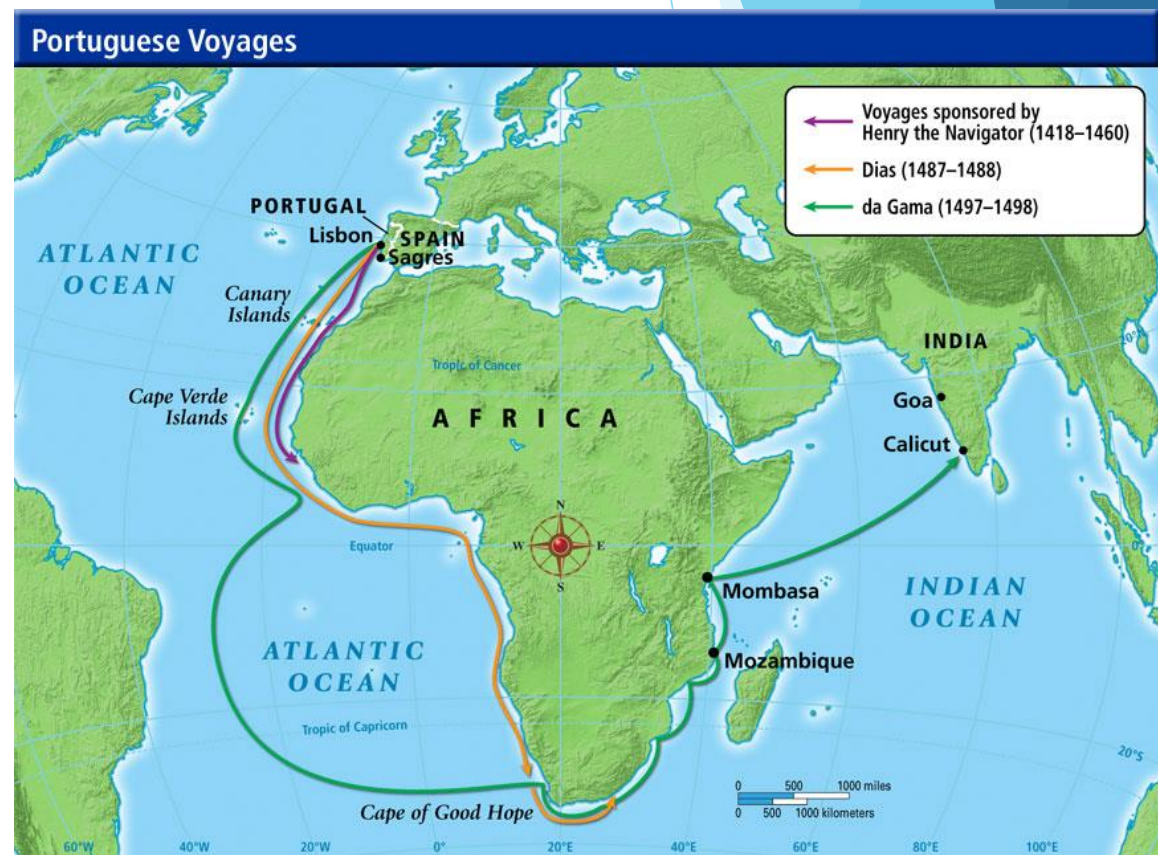 Portuguese Voyages
Voyages sponsored by
Henry the Navigator (1418–1460)
Dias (1487–1488)
da Gama (1497–1498)
PORTUGAL
Lisbon
SPAIN
Sagres
ATLANTIC
OCEAN
Canary
Islands
Tropic of Cancer
20°N
INDIA
Cape Verde
Islands
AFRICA
Goa
Calicut
N
W
E
S
Equator
0°
Mombasa
INDIAN
OCEAN
ATLANTIC
OCEAN
Mozambique
Tropic of Capricorn
20°S
0 500 1000 miles
0 500 1000 kilometers
Cape of Good Hope
60°W 40°W 20°W 0° 20°E 40°E 60°E 80°E 100°E